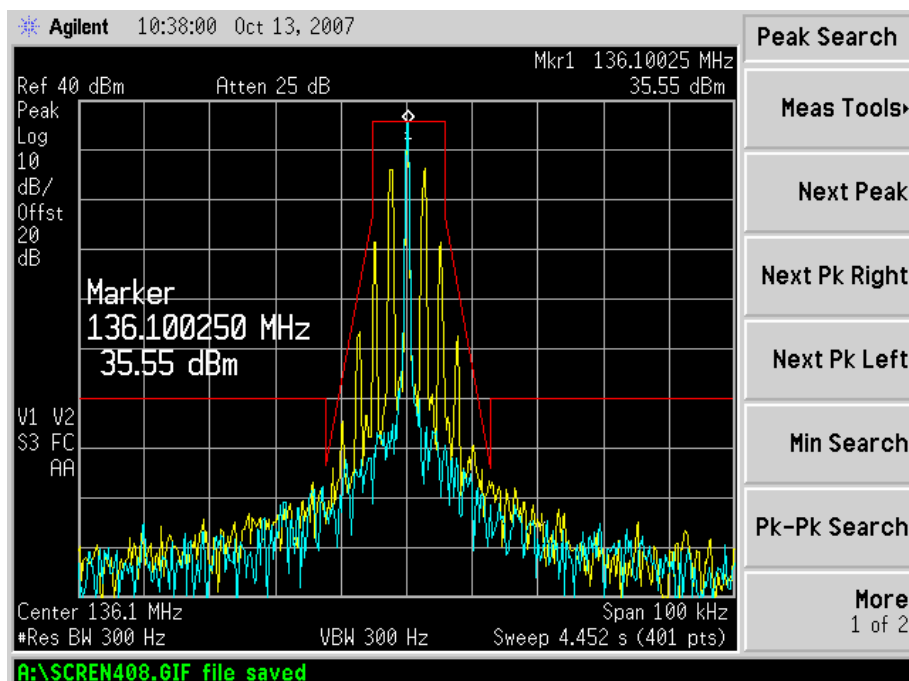 Agilent 10:38:00 Oct 13, 2007
Peak Search
Mkr1 136.10025 MHz
Ref 40 dBm Atten 25 dB 35.55 dBm
Peak
Log
10
dB/
Offst
20
dB
Marker
136.100250 MHz
35.55 dBm
V1 V2
S3 FC
AA
Center 136.1 MHz Span 100 kHz
#Res BW 300 Hz VBW 300 Hz Sweep 4.452 s (401 pts)
A:\SCREN408.GIF file saved
Meas Tools
Next Peak
Next Pk Right
Next Pk Left
Min Search
Pk-Pk Search
More
1 of 2